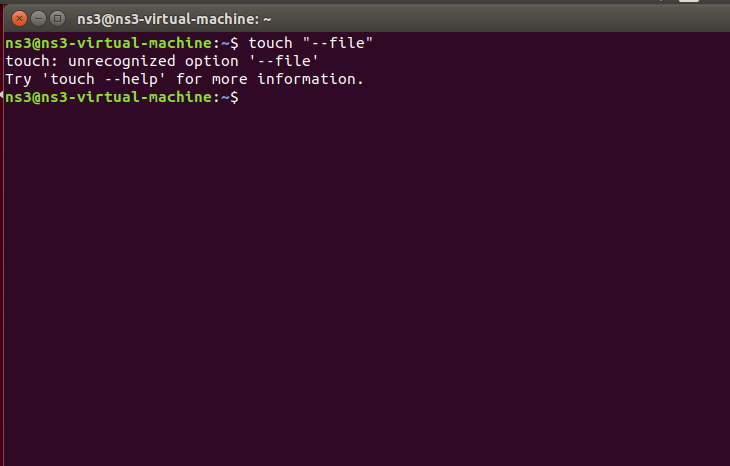 ns3@ns3-virtual-machine: ~
ns3@ns3-virtual-machine:~$ touch "--file"
touch: unrecognized option '--file'
Try 'touch --help' for more information.
ns3@ns3-virtual-machine:~$